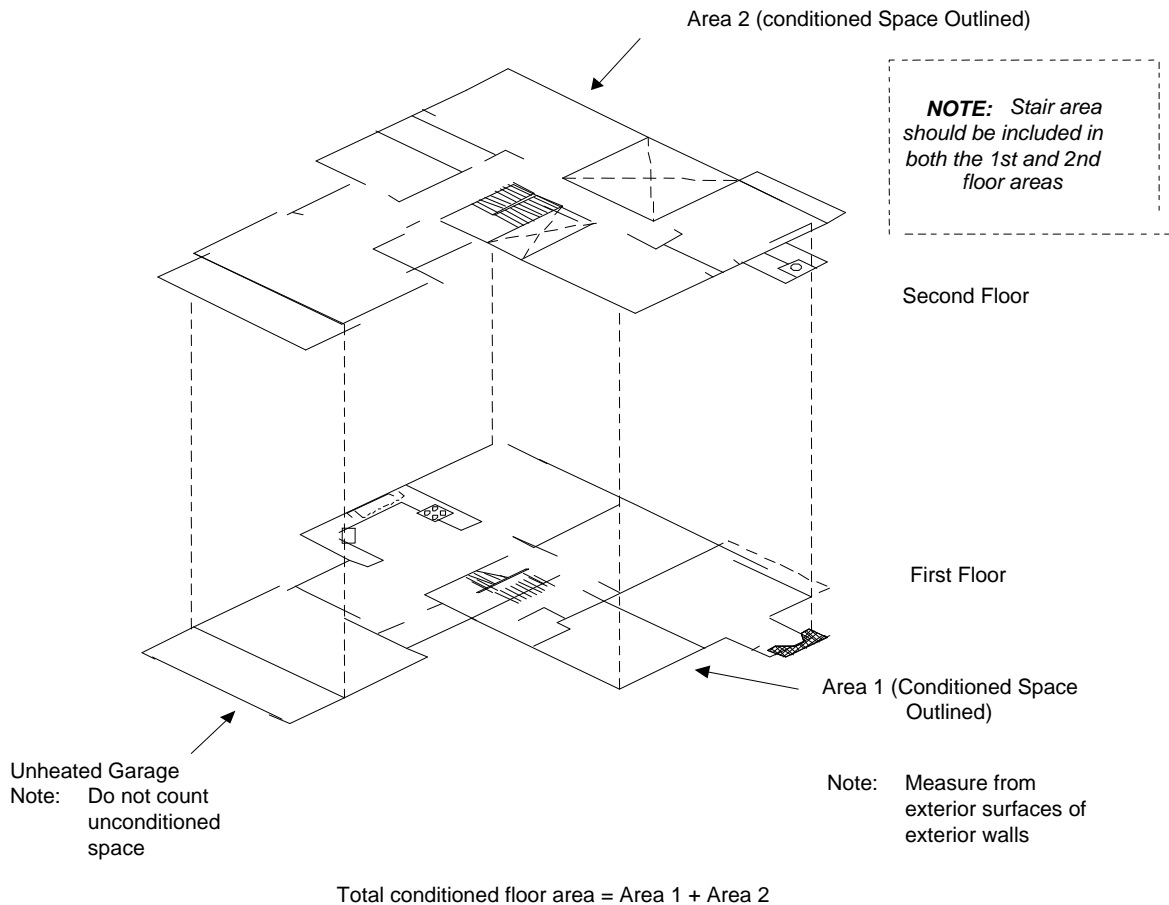 Area 2 (conditioned Space Outlined)
NOTE: Stair area
should be included in
both the 1st and 2nd
floor areas
Second Floor
First Floor
Area 1 (Conditioned Space
Outlined)
Unheated Garage
Note: Do not count
unconditioned
space
Note: Measure from
exterior surfaces of
exterior walls
Total conditioned floor area = Area 1 + Area 2